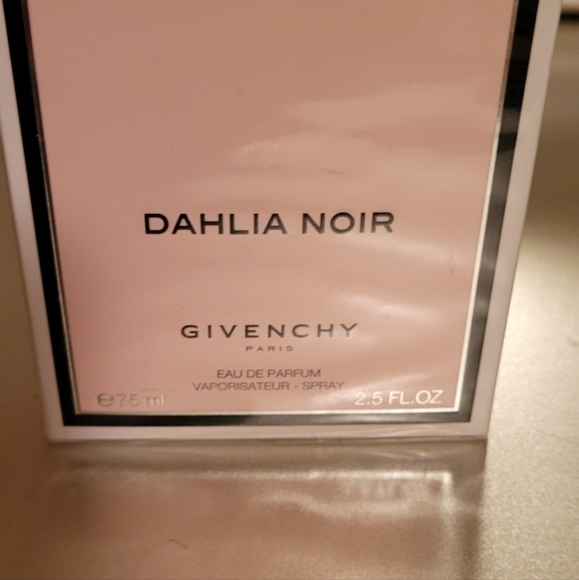 DAHLIA NOIR
GIVENCHY
PARIS
EAU DE PARFUM
VAPORISATEUR - SPRAY
℮75 ml 2.5 FL.OZ